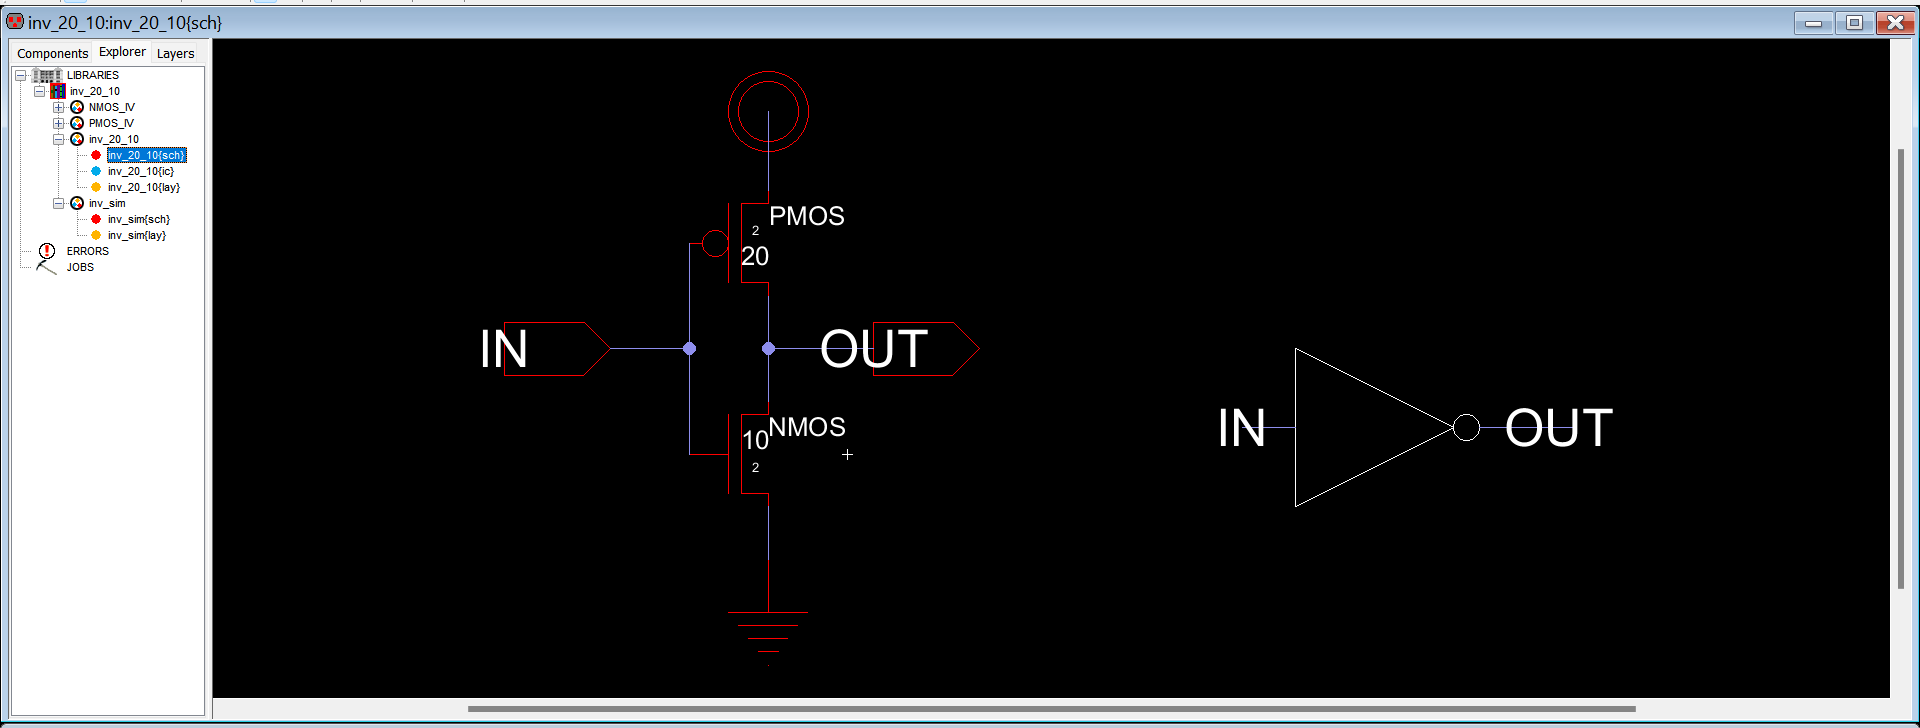 inv_20_10:inv_20_10{sch}
Components Explorer Layers
LIBRARIES
inv_20_10
NMOS_IV
PMOS_IV
inv_20_10
inv_20_10{sch}
inv_20_10{ic}
inv_20_10{lay}
inv_sim
inv_sim{sch}
inv_sim{lay}
ERRORS
JOBS
PMOS
2
20
IN
OUT
NMOS
10
2
IN
OUT